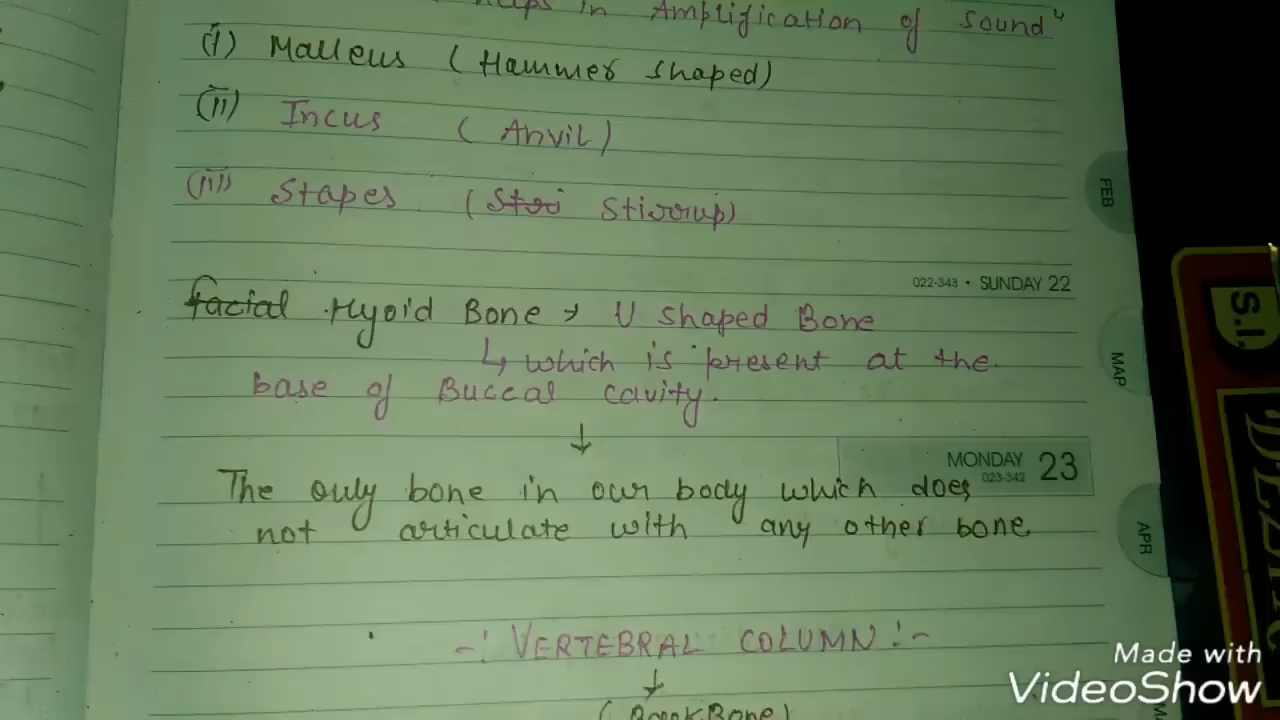 in Amplification of Sound"
(i) Malleus (Hammer shaped)
(ii) Incus (Anvil)
(iii) Stapes (Stri Stirrup)
022-343 • SUNDAY 22
facial Hyoid Bone → U shaped Bone
↳ which is present at the
base of Buccal cavity.
↓
MONDAY 23
023-342
The only bone in our body which does
not articulate with any other bone
-: VERTEBRAL COLUMN :-
↓
FEB
MAR
APR
S.I.
Made with
VideoShow